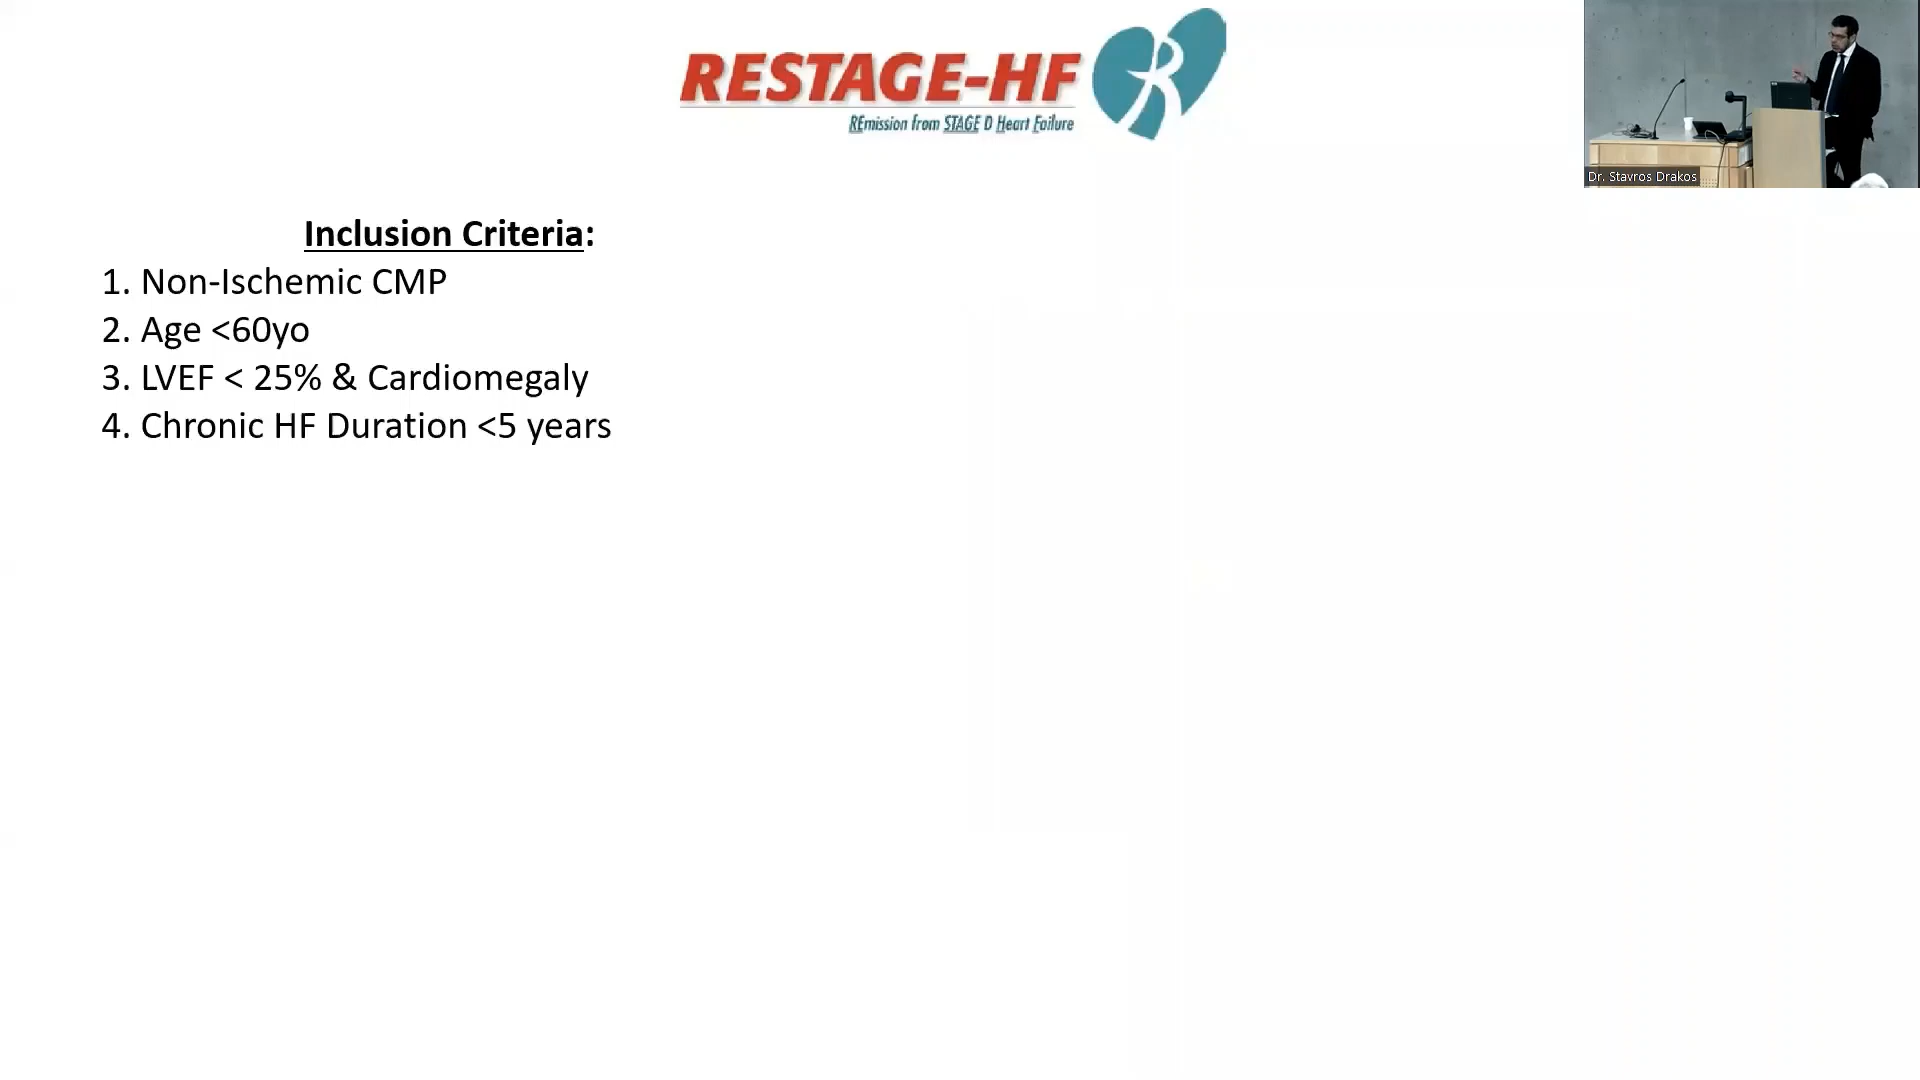 RESTAGE-HF
REmission from STAGE D Heart Failure
Dr. Stavros Drakos
Inclusion Criteria:
1. Non-Ischemic CMP
2. Age <60yo
3. LVEF < 25% & Cardiomegaly
4. Chronic HF Duration <5 years